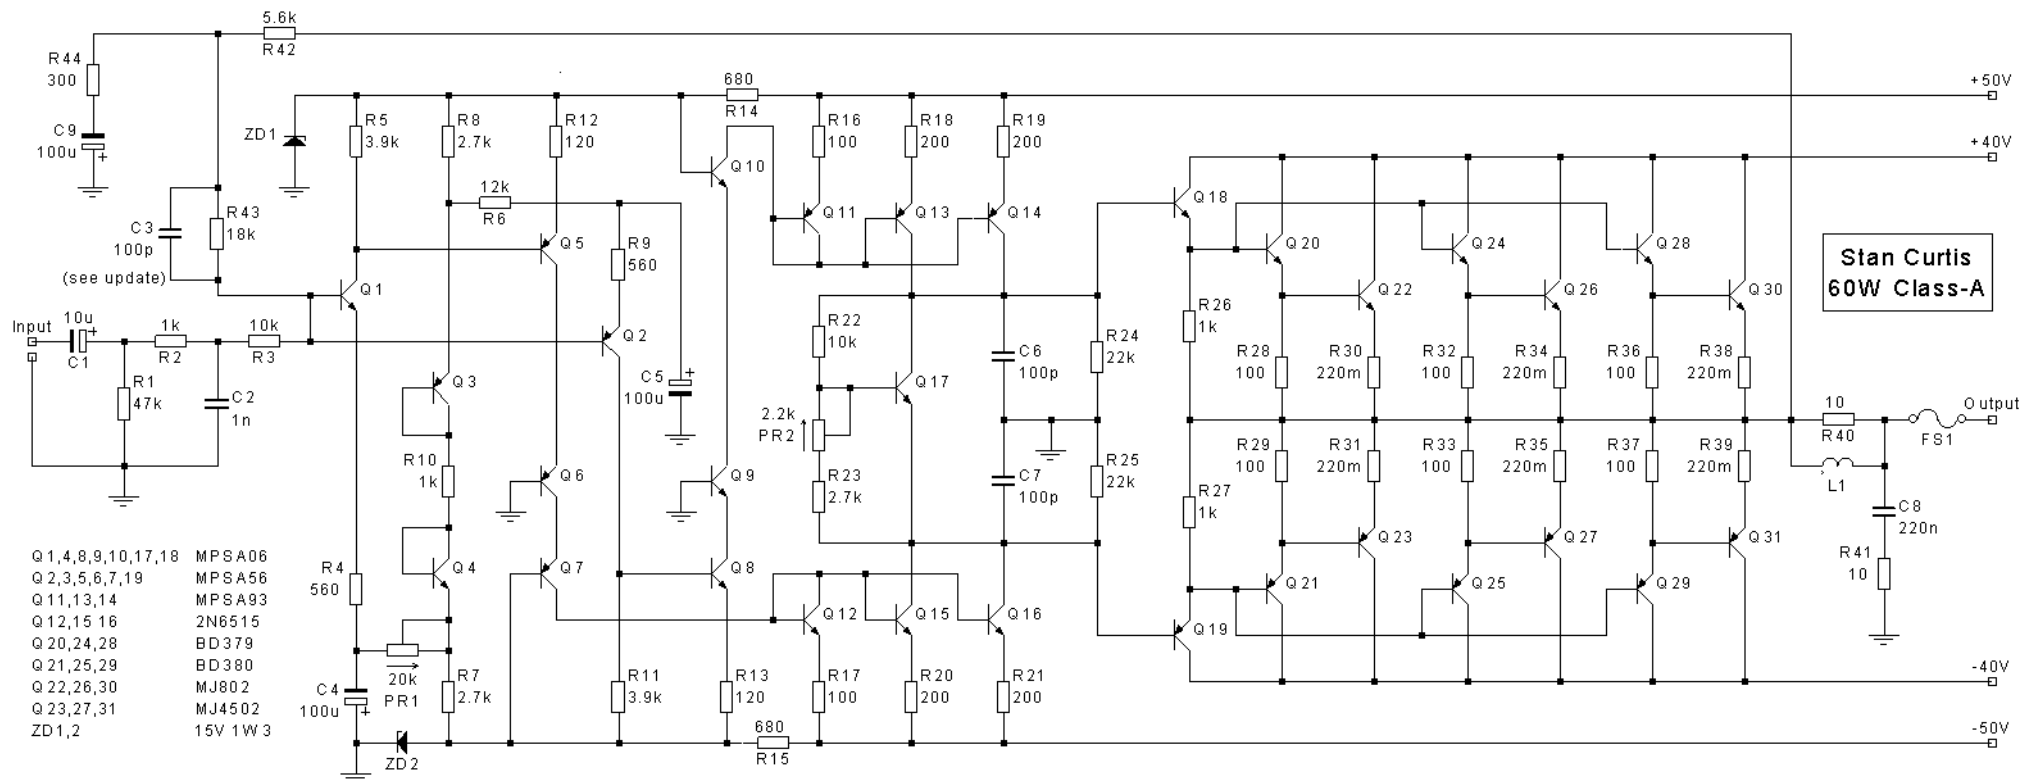 5.6k
R42
R44
300
C9
100u
+
680
R14
+50V
ZD1
R5
3.9k
R8
2.7k
R12
120
R16
100
R18
200
R19
200
+40V
Q10
12k
R6
Q11
Q13
Q14
Q18
R43
18k
C3
100p
(see update)
Q5
R9
560
Q20
Q24
Q28
Stan Curtis
60W Class-A
Q1
Q22
Q26
Q30
Input
10u
+
C1
1k
R2
10k
R3
Q2
R22
10k
C6
100p
R24
22k
R26
1k
R28
100
R30
220m
R32
100
R34
220m
R36
100
R38
220m
R1
47k
C2
1n
Q3
C5
100u
+
Q17
2.2k
PR2
10
R40
Output
FS1
R10
1k
Q6
Q9
R23
2.7k
C7
100p
R25
22k
R27
1k
R29
100
R31
220m
R33
100
R35
220m
R37
100
R39
220m
L1
C8
220n
R4
560
Q4
Q7
Q8
Q23
Q27
Q31
R41
10
Q21
Q25
Q29
Q12
Q15
Q16
Q19
20k
PR1
C4
100u
+
R7
2.7k
R11
3.9k
R13
120
R17
100
R20
200
R21
200
-40V
ZD2
680
R15
-50V
Q1,4,8,9,10,17,18 MPSA06
Q2,3,5,6,7,19 MPSA56
Q11,13,14 MPSA93
Q12,15 16 2N6515
Q20,24,28 BD379
Q21,25,29 BD380
Q22,26,30 MJ802
Q23,27,31 MJ4502
ZD1,2 15V 1W3